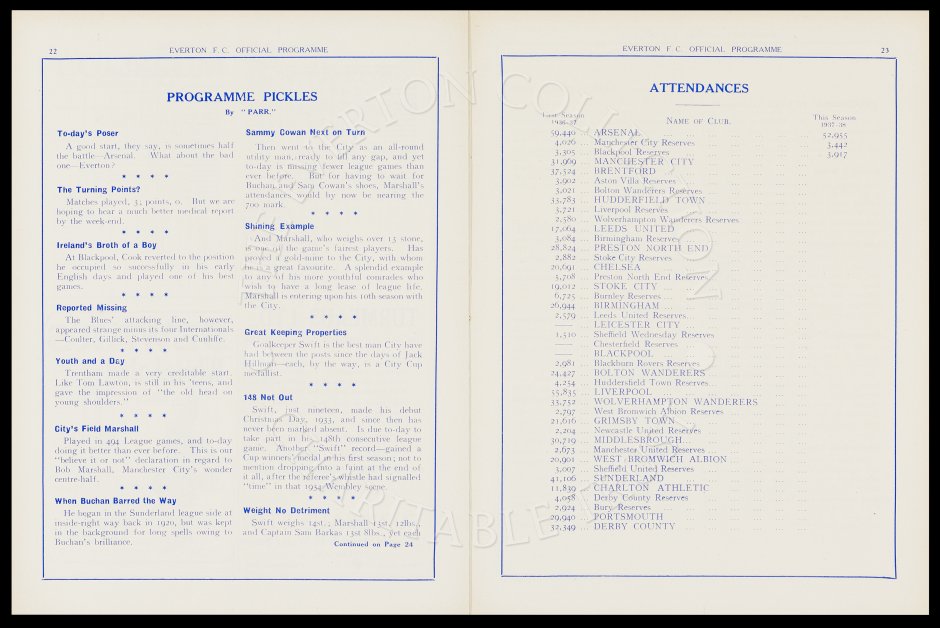 22
EVERTON F. C. OFFICIAL PROGRAMME
PROGRAMME PICKLES
By "PARR."
To-day's Poser
A good start, they say, is sometimes half
the battle—Arsenal. What about the bad
one—Everton?
* * * *
The Turning Points?
Matches played, 3; points, 0. But we are
hoping to hear a much better medical report
by the week-end.
* * * *
Ireland's Broth of a Boy
At Blackpool, Cook reverted to the position
he occupied so successfully in his early
English days and played one of his best
games.
* * * *
Reported Missing
The Blues' attacking line, however,
appeared strange minus its four Internationals
—Coulter, Gillick, Stevenson and Cunliffe.
* * * *
Youth and a Day
Trentham made a very creditable start.
Like Tom Lawton, is still in his 'teens, and
gave the impression of "the old head on
young shoulders."
* * * *
City's Field Marshall
Played in 494 League games, and to-day
doing it better than ever before. This is our
"believe it or not" declaration in regard to
Bob Marshall, Manchester City's wonder
centre-half.
* * * *
When Buchan Barred the Way
He began in the Sunderland league side at
inside-right way back in 1920, but was kept
in the background for long spells owing to
Buchan's brilliance.
Sammy Cowan Next on Turn
Then went to the City as an all-round
utility man, ready to fill any gap, and yet
to-day is missing fewer league games than
ever before. But for having to wait for
Buchan and Sam Cowan's shoes, Marshall's
attendances would by now be nearing the
700 mark.
* * * *
Shining Example
And Marshall, who weighs over 13 stone,
is one of the game's fairest players. Has
proved a gold-mine to the City, with whom
he is a great favourite. A splendid example
to any of his more youthful comrades who
wish to have a long lease of league life.
Marshall is entering upon his 10th season with
the City.
* * * *
Great Keeping Properties
Goalkeeper Swift is the best man City have
had between the posts since the days of Jack
Hillman—each, by the way, is a City Cup
medallist.
* * * *
148 Not Out
Swift, just nineteen, made his debut
Christmas Day, 1933, and since then has
never been marked absent. Is due to-day to
take part in his 148th consecutive league
game. Another "Swift" record—gained a
Cup winner's medal in his first season; not to
mention dropping into a faint at the end of
it all, after the referee's whistle had signalled
"time" in that 1934 Wembley scene.
* * * *
Weight No Detriment
Swift weighs 14st., Marshall 13st. 12lbs.,
and Captain Sam Barkas 13st 8lbs., yet each
Continued on Page 24
EVERTON F. C. OFFICIAL PROGRAMME
23
ATTENDANCES
Last Season NAME OF CLUB. This Season
1936-37 1937-38
59,440 ... ARSENAL 52,955
4,026 ... Manchester City Reserves 3,442
3,305 ... Blackpool Reserves 3,917
31,969 ... MANCHESTER CITY
37,524 ... BRENTFORD
3,902 ... Aston Villa Reserves
3,021 ... Bolton Wanderers Reserves
33,783 ... HUDDERFIELD TOWN
3,721 ... Liverpool Reserves
2,580 ... Wolverhampton Wanderers Reserves
17,064 ... LEEDS UNITED
3,084 ... Birmingham Reserves
28,824 ... PRESTON NORTH END
2,882 ... Stoke City Reserves
20,091 ... CHELSEA
5,708 ... Preston North End Reserves
19,012 ... STOKE CITY
6,725 ... Burnley Reserves
26,944 ... BIRMINGHAM
2,579 ... Leeds United Reserves
—— ... LEICESTER CITY
1,510 ... Sheffield Wednesday Reserves
—— ... Chesterfield Reserves
—— ... BLACKPOOL
2,981 ... Blackburn Rovers Reserves
24,427 ... BOLTON WANDERERS
4,254 ... Huddersfield Town Reserves
55,835 ... LIVERPOOL
33,752 ... WOLVERHAMPTON WANDERERS
2,797 ... West Bromwich Albion Reserves
21,616 ... GRIMSBY TOWN
2,204 ... Newcastle United Reserves
30,719 ... MIDDLESBROUGH
2,673 ... Manchester United Reserves
20,901 ... WEST BROMWICH ALBION
3,007 ... Sheffield United Reserves
41,106 ... SUNDERLAND
11,839 ... CHARLTON ATHLETIC
4,058 ... Derby County Reserves
2,924 ... Bury Reserves
29,940 ... PORTSMOUTH
32,349 ... DERBY COUNTY